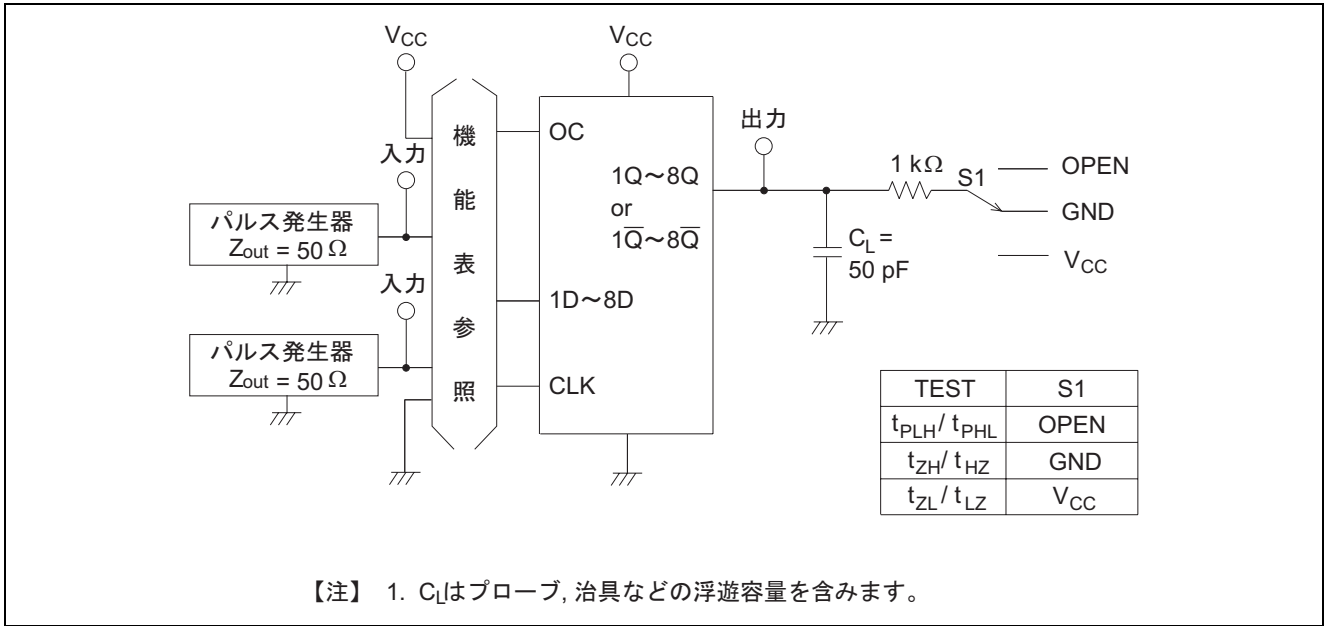 VCC
VCC
入力
パルス発生器
Zout = 50 Ω
入力
パルス発生器
Zout = 50 Ω
機能表参照
OC
1Q～8Q
or
1Q̅～8Q̅
1D～8D
CLK
出力
1 kΩ
S1
OPEN
GND
VCC
CL =
50 pF
TEST S1
tPLH / tPHL OPEN
tZH / tHZ GND
tZL / tLZ VCC
【注】 1. CLはプローブ, 治具などの浮遊容量を含みます。